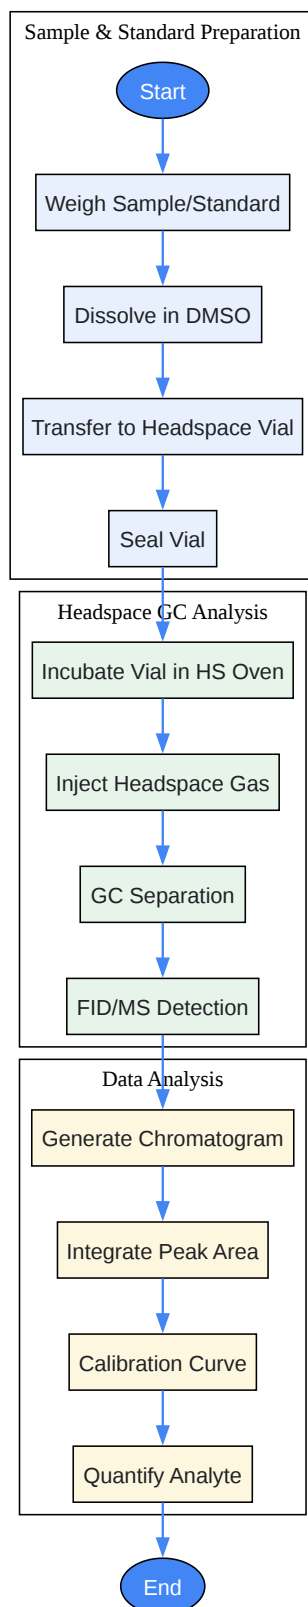 Sample & Standard Preparation
Start
Weigh Sample/Standard
Dissolve in DMSO
Transfer to Headspace Vial
Seal Vial
Headspace GC Analysis
Incubate Vial in HS Oven
Inject Headspace Gas
GC Separation
FID/MS Detection
Data Analysis
Generate Chromatogram
Integrate Peak Area
Calibration Curve
Quantify Analyte
End